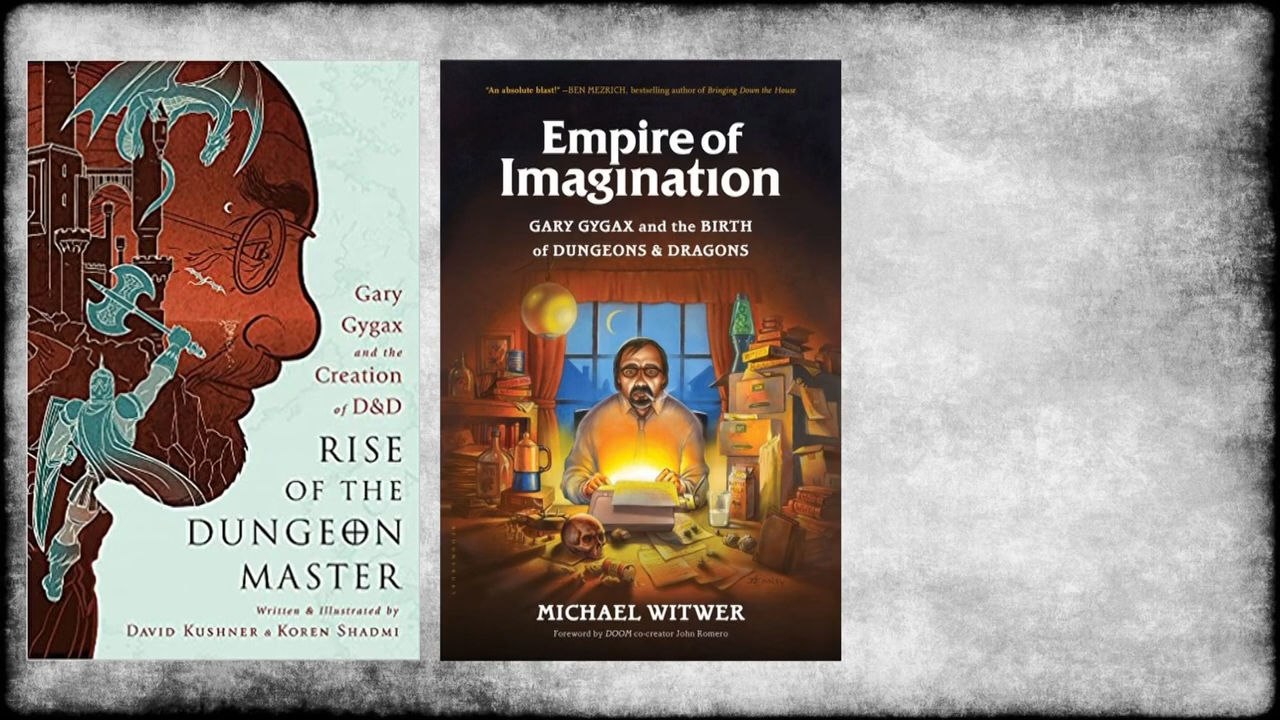 Gary
Gygax
and the
Creation
of D&D
RISE
OF THE
DUNGEON
MASTER
Written & Illustrated by
DAVID KUSHNER & KOREN SHADMI
"An absolute blast!" —BEN MEZRICH, bestselling author of Bringing Down the House
Empire of
Imagination
GARY GYGAX and the BIRTH
of DUNGEONS & DRAGONS
MICHAEL WITWER
Foreword by DOOM co-creator John Romero